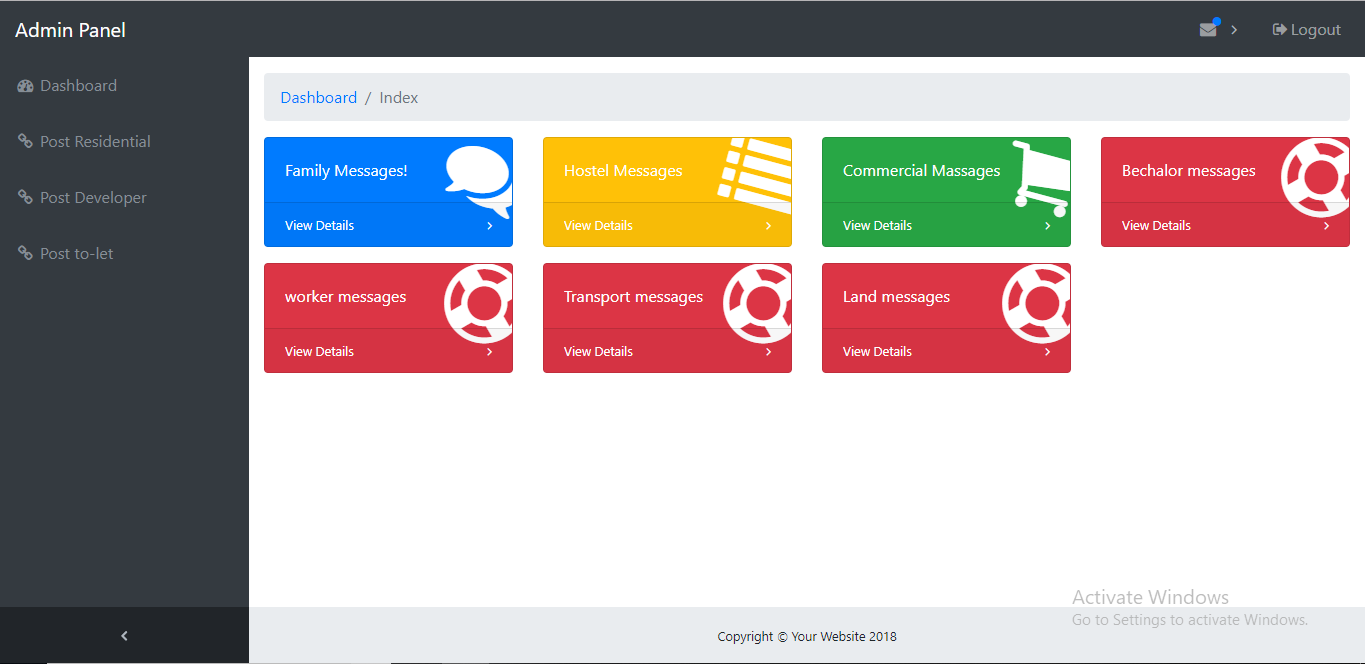 Admin Panel
Logout
Dashboard
Post Residential
Post Developer
Post to-let
Dashboard / Index
Family Messages!
View Details
Hostel Messages
View Details
Commercial Massages
View Details
Bechalor messages
View Details
worker messages
View Details
Transport messages
View Details
Land messages
View Details
Activate Windows
Go to Settings to activate Windows.
Copyright © Your Website 2018